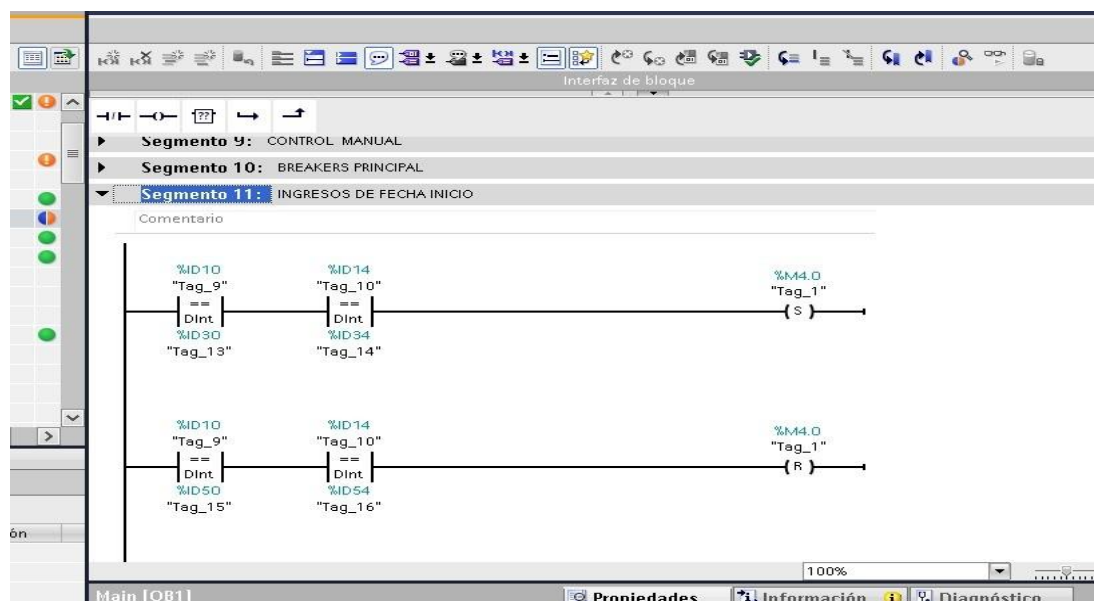 Interfaz de bloque
??
Segmento 9: CONTROL MANUAL
Segmento 10: BREAKERS PRINCIPAL
Segmento 11: INGRESOS DE FECHA INICIO
Comentario
%ID10 %ID14 %M4.0
"Tag_9" "Tag_10" "Tag_1"
== == S
DInt DInt
%ID30 %ID34
"Tag_13" "Tag_14"
%ID10 %ID14 %M4.0
"Tag_9" "Tag_10" "Tag_1"
== == R
DInt DInt
%ID50 %ID54
"Tag_15" "Tag_16"
ón
100%
Main [OB1] Propiedades Información Diagnóstico